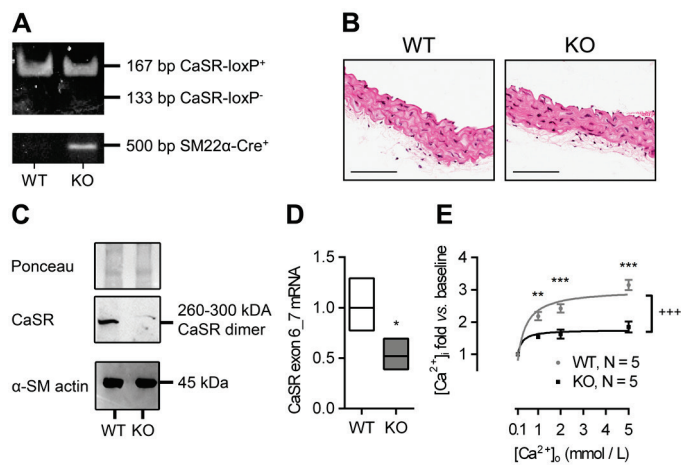 A
167 bp CaSR-loxP⁺
133 bp CaSR-loxP⁻
500 bp SM22α-Cre⁺
WT KO
B
WT KO
C
Ponceau
CaSR
260-300 kDA
CaSR dimer
α-SM actin
45 kDa
WT KO
D
CaSR exon 6_7 mRNA
1.5
1.0
0.5
0.0
*
WT KO
E
[Ca²⁺]ᵢ fold vs. baseline
4
3
2
1
**
***
***
+++
WT, N = 5
KO, N = 5
0.1 1 2 3 4 5
[Ca²⁺]ₒ (mmol / L)